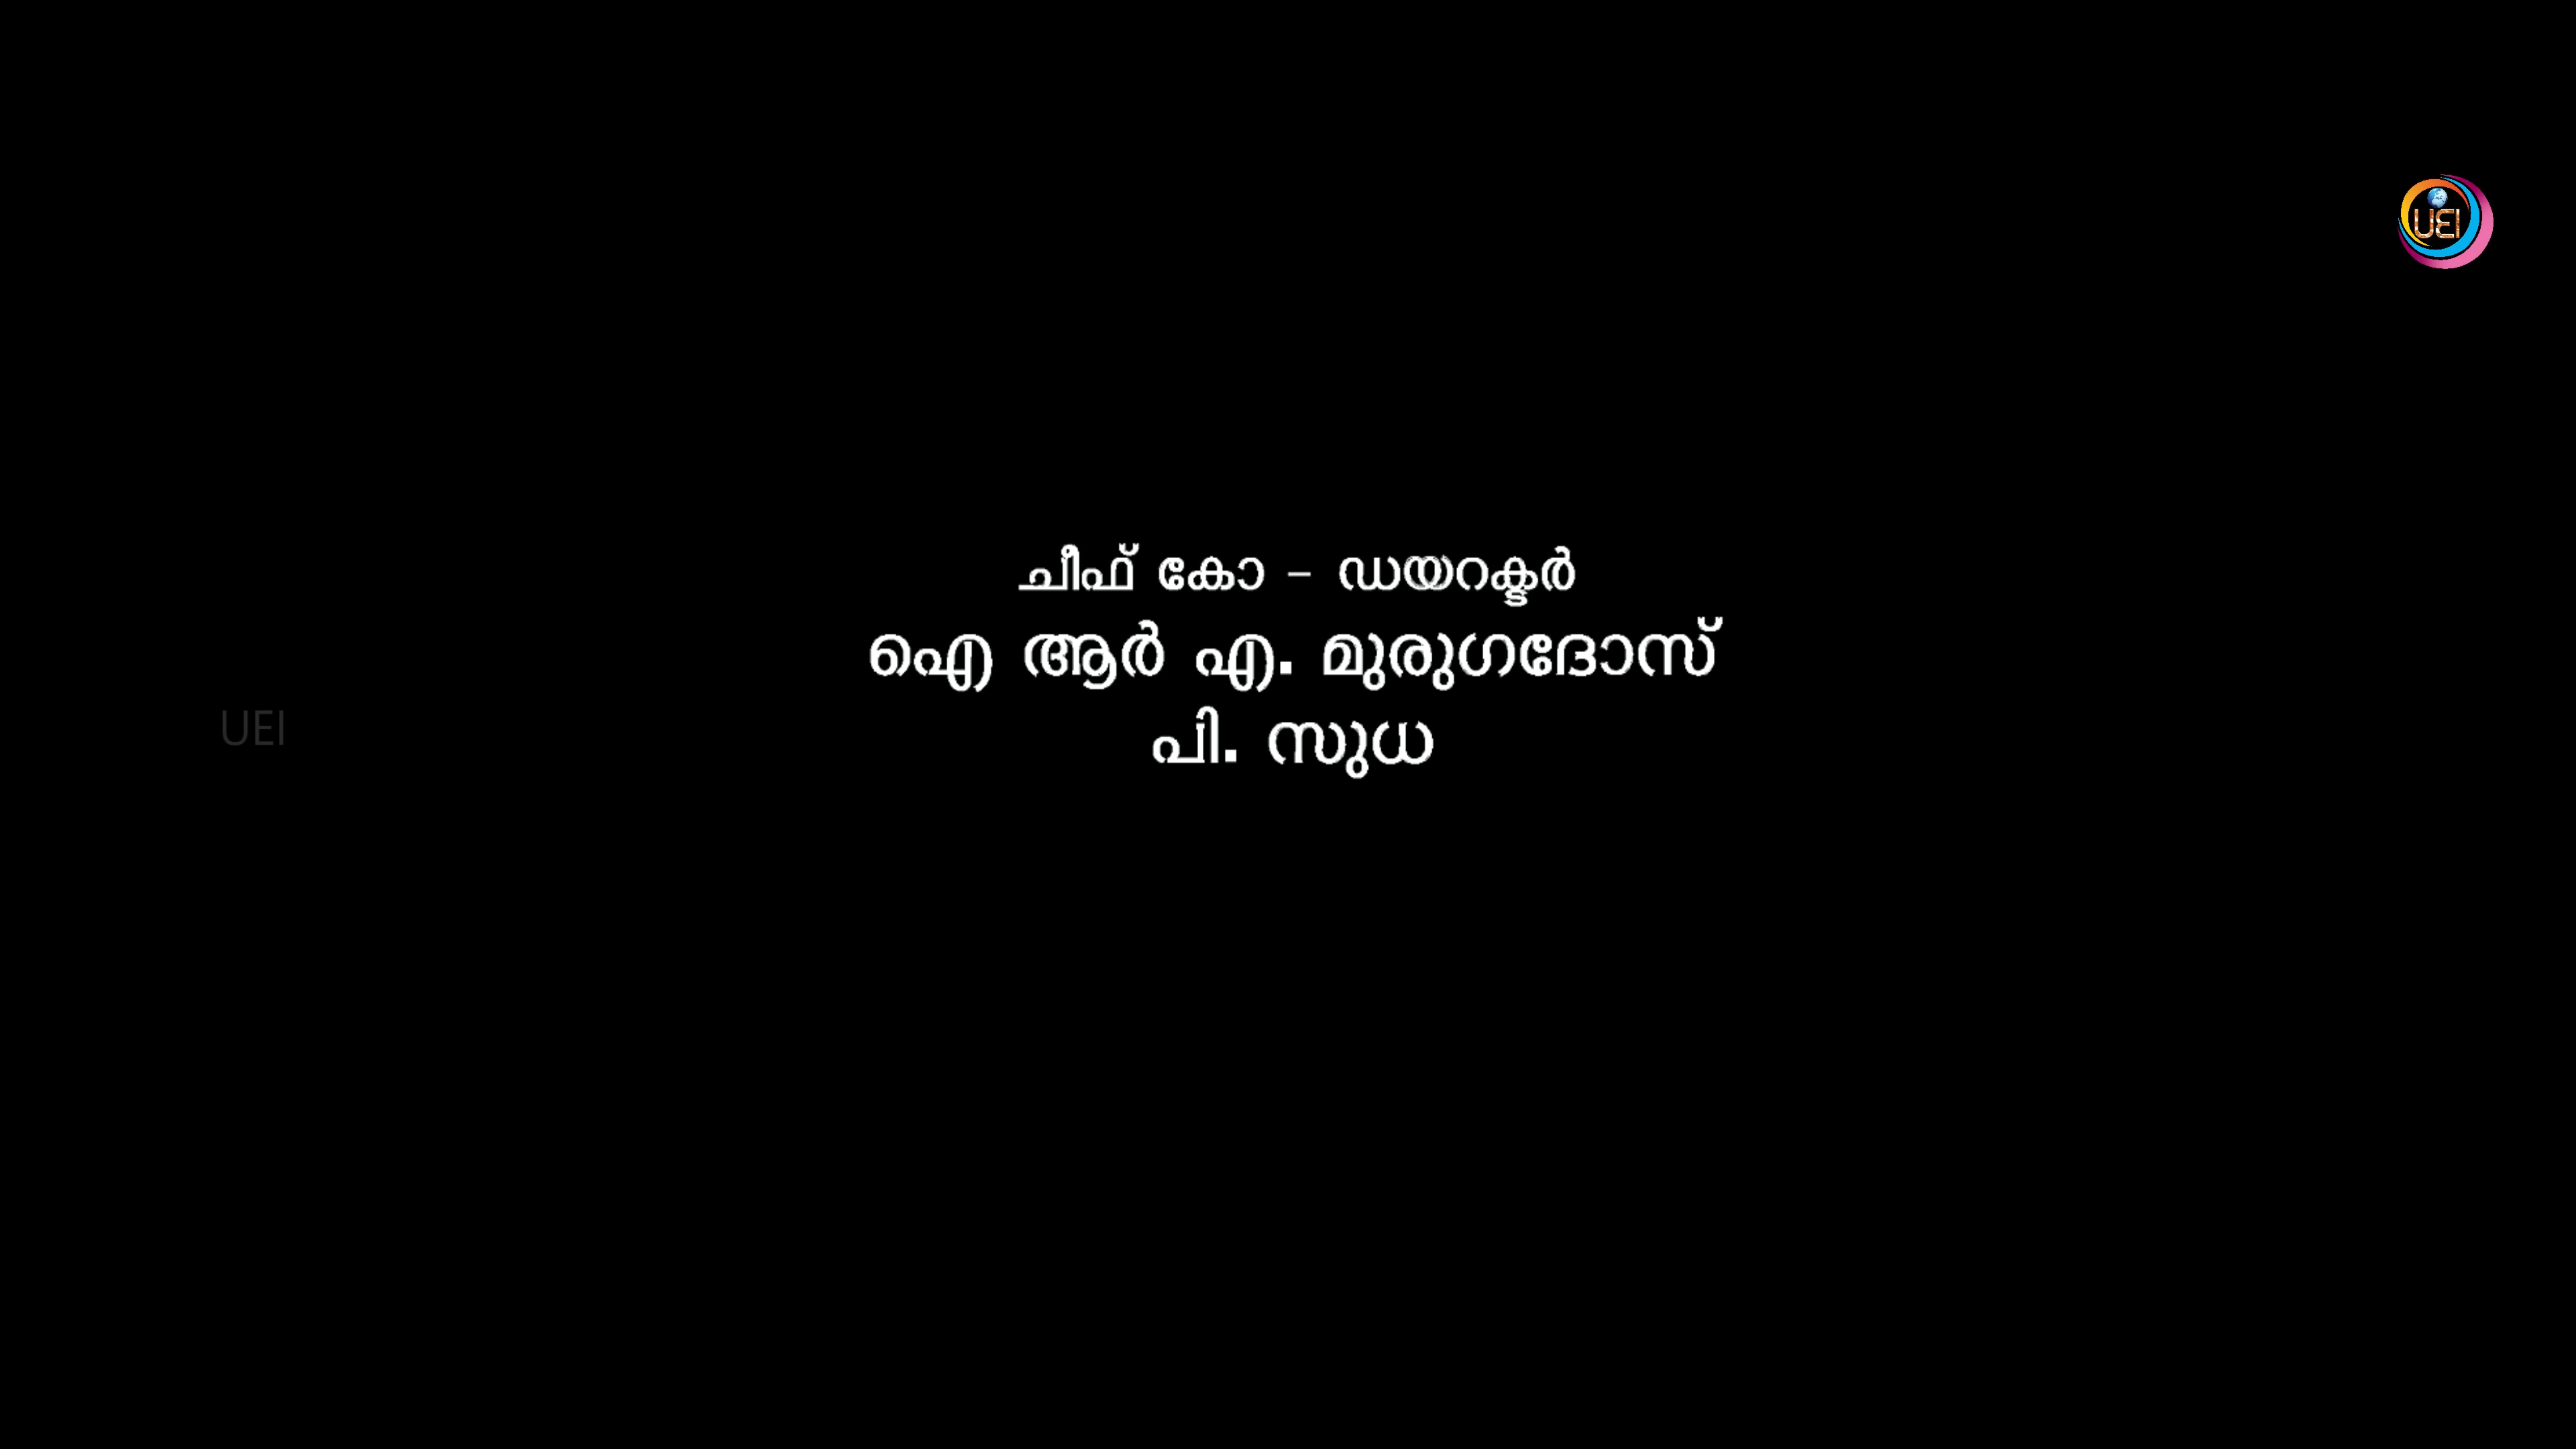 UEI
ചീഫ് കോ - ഡയറക്ടർ
ഐ ആർ എ. മുരുഗദോസ്
പി. സുധ
UEI